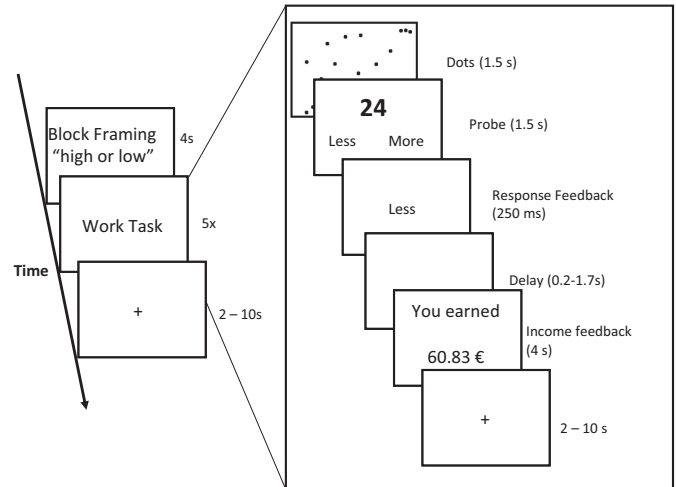 Block Framing
"high or low"
4s
Work Task
5x
Time
+
2 – 10s
Dots (1.5 s)
24
Less More
Probe (1.5 s)
Less
Response Feedback
(250 ms)
Delay (0.2-1.7s)
You earned
60.83 €
Income feedback
(4 s)
+
2 – 10 s